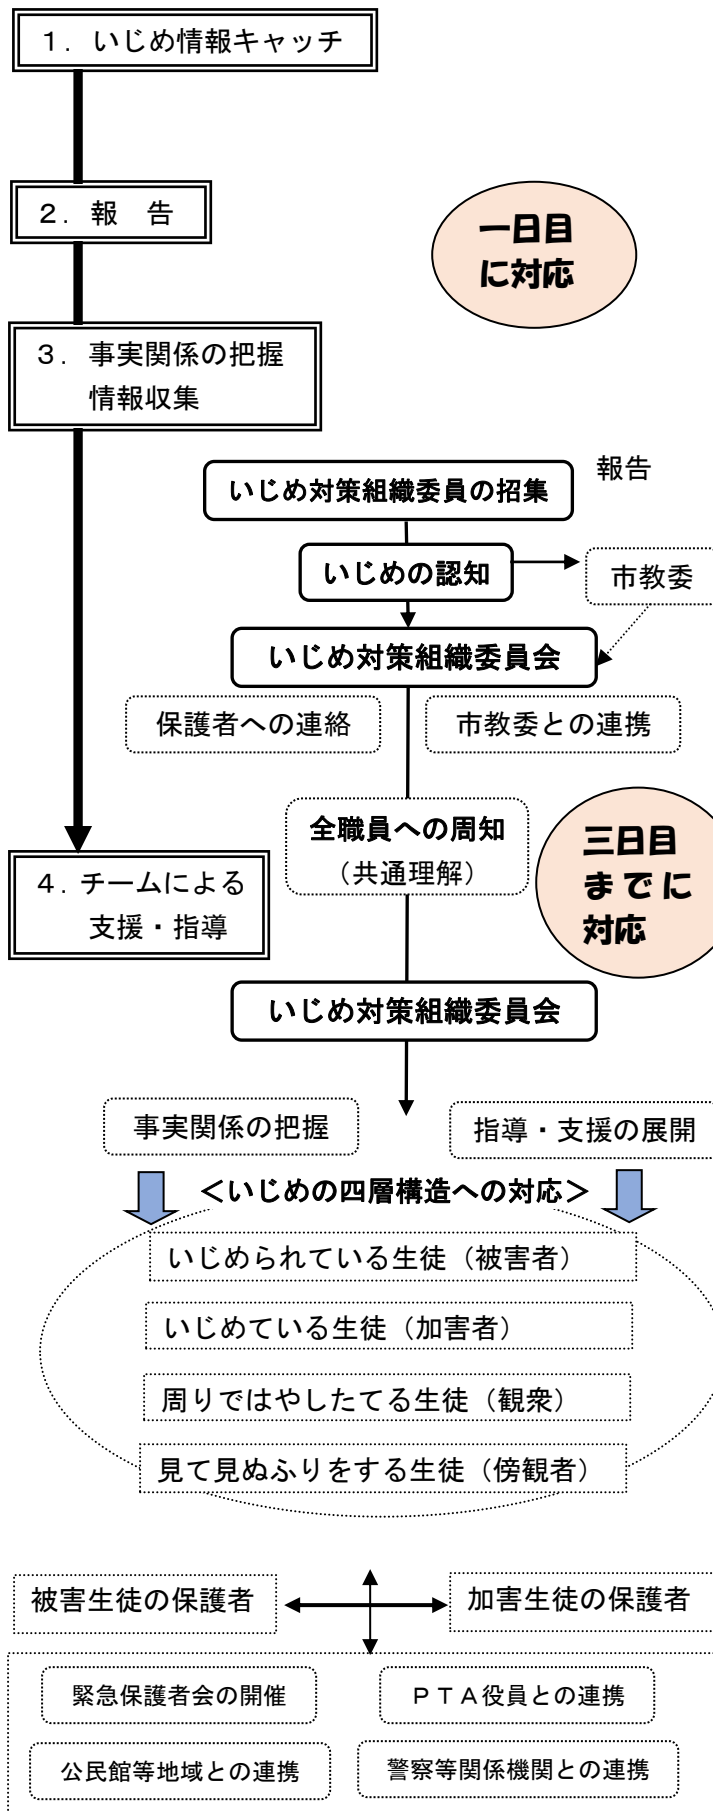 １．いじめ情報キャッチ
２．報　告
一日目
に対応
３．事実関係の把握
情報収集
報告
いじめ対策組織委員の招集
いじめの認知
市教委
いじめ対策組織委員会
保護者への連絡
市教委との連携
全職員への周知
（共通理解）
三日目
までに
対応
４．チームによる
支援・指導
いじめ対策組織委員会
事実関係の把握
指導・支援の展開
＜いじめの四層構造への対応＞
いじめられている生徒（被害者）
いじめている生徒（加害者）
周りではやしたてる生徒（観衆）
見て見ぬふりをする生徒（傍観者）
被害生徒の保護者
加害生徒の保護者
緊急保護者会の開催
ＰＴＡ役員との連携
公民館等地域との連携
警察等関係機関との連携